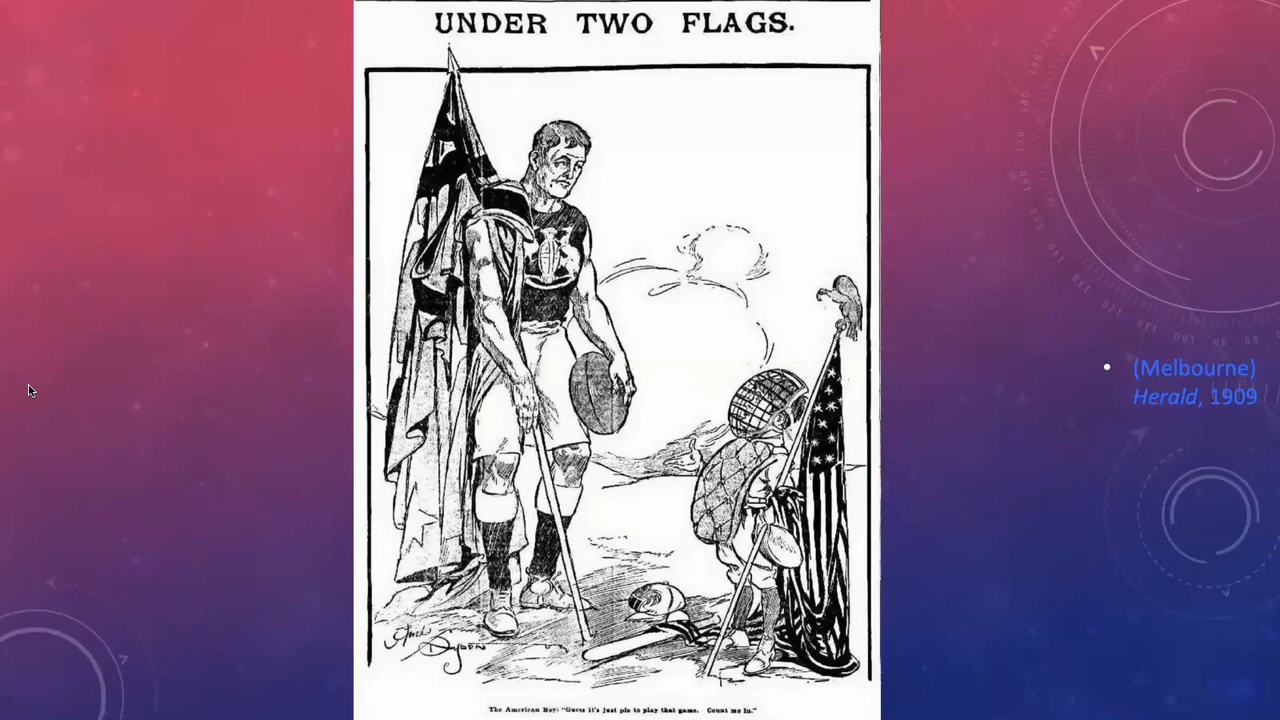 UNDER TWO FLAGS.
• (Melbourne)
Herald, 1909
DYSON
The American Boy: "Guess it's just pie to play that game. Count me in."